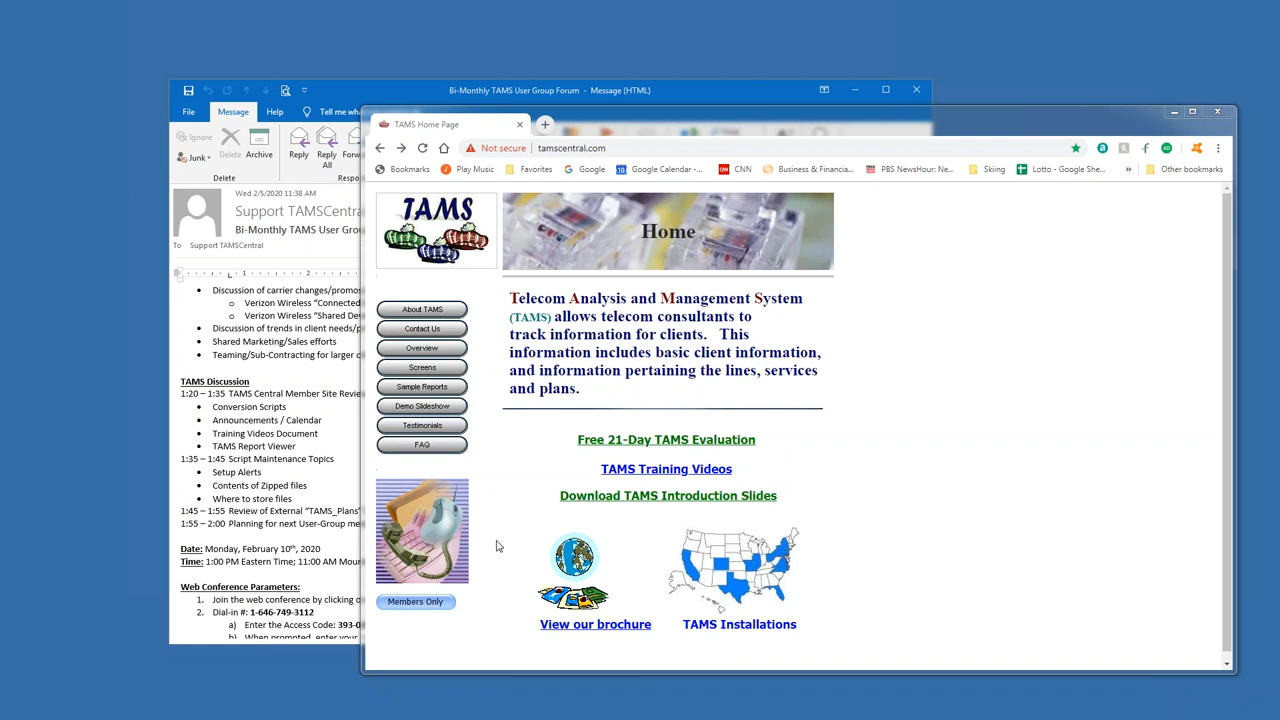 Bi-Monthly TAMS User Group Forum - Message (HTML)
File
Message
Help
Tell me wha
Ignore
Junk
Delete
Archive
Reply
Reply All
Forw
Delete
Respo
Wed 2/5/2020 11:38 AM
Support TAMSCentra
Bi-Monthly TAMS User Grou
To Support TAMSCentral
1 2
• Discussion of carrier changes/promos
o Verizon Wireless “Connected
o Verizon Wireless “Shared Dev
• Discussion of trends in client needs/p
• Shared Marketing/Sales efforts
• Teaming/Sub-Contracting for larger d
TAMS Discussion
1:20 – 1:35 TAMS Central Member Site Revie
• Conversion Scripts
• Announcements / Calendar
• Training Videos Document
• TAMS Report Viewer
1:35 – 1:45 Script Maintenance Topics
• Setup Alerts
• Contents of Zipped files
• Where to store files
1:45 – 1:55 Review of External “TAMS_Plans”
1:55 – 2:00 Planning for next User-Group me
Date: Monday, February 10th, 2020
Time: 1:00 PM Eastern Time; 11:00 AM Moun
Web Conference Parameters:
1. Join the web conference by clicking o
2. Dial-in #: 1-646-749-3112
a) Enter the Access Code: 393-0
b) When prompted, enter your
TAMS Home Page
Not secure tamscentral.com
Bookmarks
Play Music
Favorites
Google
Google Calendar - ...
CNN
Business & Financia...
PBS NewsHour: Ne...
Skiing
Lotto - Google She...
Other bookmarks
TAMS
Home
About TAMS
Contact Us
Overview
Screens
Sample Reports
Demo Slideshow
Testimonials
FAQ
Members Only
Telecom Analysis and Management System
(TAMS) allows telecom consultants to
track information for clients. This
information includes basic client information,
and information pertaining the lines, services
and plans.
Free 21-Day TAMS Evaluation
TAMS Training Videos
Download TAMS Introduction Slides
View our brochure
TAMS Installations